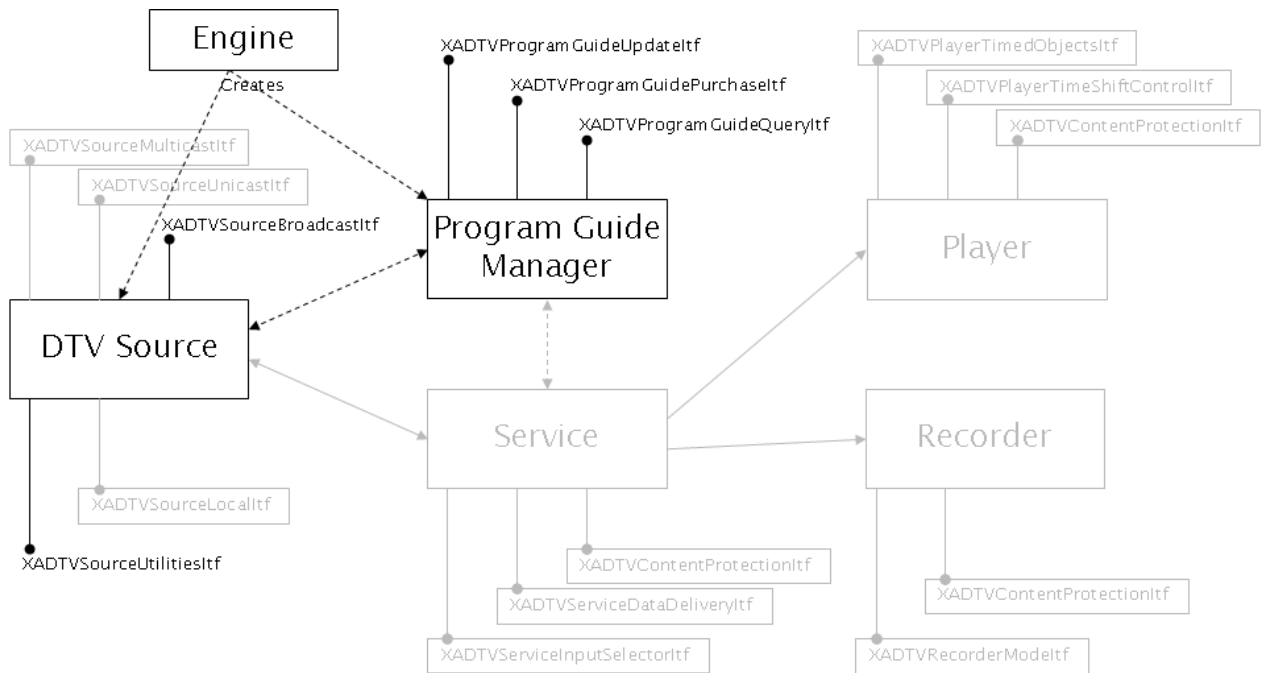 Engine
Creates
XADTVProgramGuideUpdateItf
XADTVProgramGuidePurchaseItf
XADTVProgramGuideQueryItf
XADTVPlayerTimedObjectsItf
XADTVPlayerTimeShiftControlItf
XADTVContentProtectionItf
XADTVSourceMulticastItf
XADTVSourceUnicastItf
XADTVSourceBroadcastItf
Program Guide
Manager
Player
DTV Source
Service
Recorder
XADTVSourceLocalItf
XADTVSourceUtilitiesItf
XADTVContentProtectionItf
XADTVServiceDataDeliveryItf
XADTVServiceInputSelectorItf
XADTVContentProtectionItf
XADTVRecorderModeItf